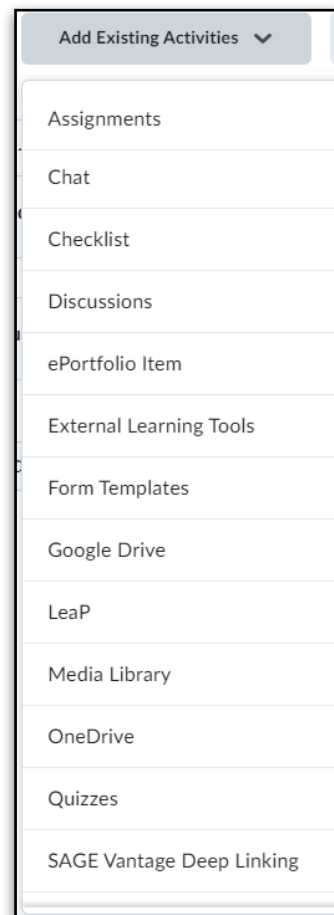 Add Existing Activities
Assignments
Chat
Checklist
Discussions
ePortfolio Item
External Learning Tools
Form Templates
Google Drive
LeaP
Media Library
OneDrive
Quizzes
SAGE Vantage Deep Linking